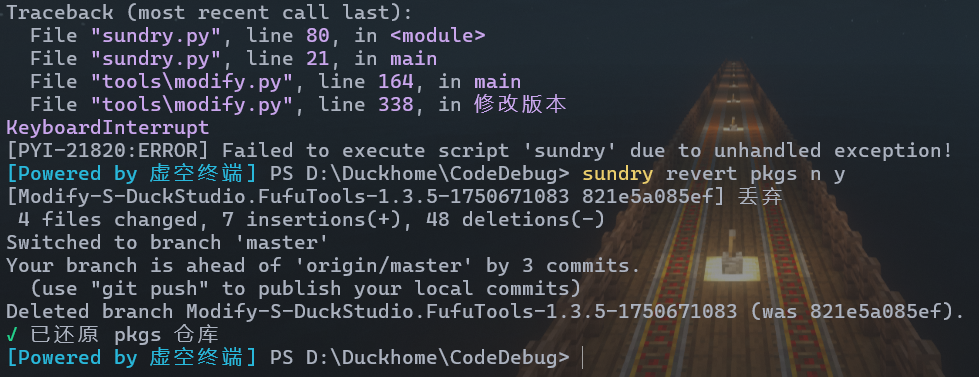 Traceback (most recent call last):
  File "sundry.py", line 80, in <module>
  File "sundry.py", line 21, in main
  File "tools\modify.py", line 164, in main
  File "tools\modify.py", line 338, in 修改版本
KeyboardInterrupt
[PYI-21820:ERROR] Failed to execute script 'sundry' due to unhandled exception!
[Powered by 虚空终端] PS D:\Duckhome\CodeDebug> sundry revert pkgs n y
[Modify-S-DuckStudio.FufuTools-1.3.5-1750671083 821e5a085ef] 丢弃
 4 files changed, 7 insertions(+), 48 deletions(-)
Switched to branch 'master'
Your branch is ahead of 'origin/master' by 3 commits.
  (use "git push" to publish your local commits)
Deleted branch Modify-S-DuckStudio.FufuTools-1.3.5-1750671083 (was 821e5a085ef).
✓ 已还原 pkgs 仓库
[Powered by 虚空终端] PS D:\Duckhome\CodeDebug>